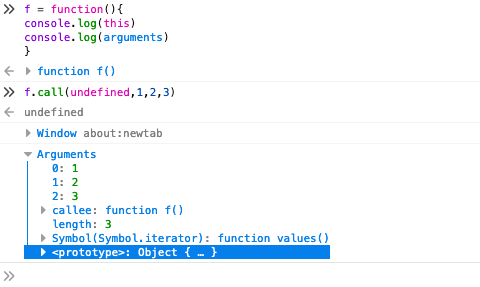 f = function(){
console.log(this)
console.log(arguments)
}
function f()
f.call(undefined,1,2,3)
undefined
Window about:newtab
Arguments
0: 1
1: 2
2: 3
callee: function f()
length: 3
Symbol(Symbol.iterator): function values()
<prototype>: Object { … }